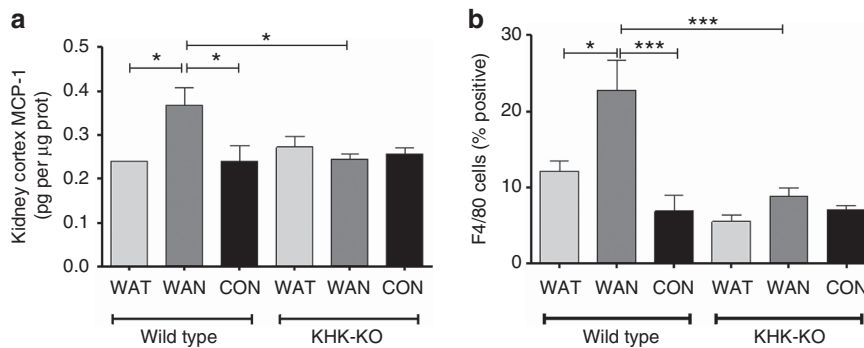 a
Kidney cortex MCP-1
(pg per μg prot)
0.5
0.4
0.3
0.2
0.1
0.0
* * *
WAT WAN CON WAT WAN CON
Wild type KHK-KO
b
F4/80 cells (% positive)
30
20
10
0
* *** ***
WAT WAN CON WAT WAN CON
Wild type KHK-KO